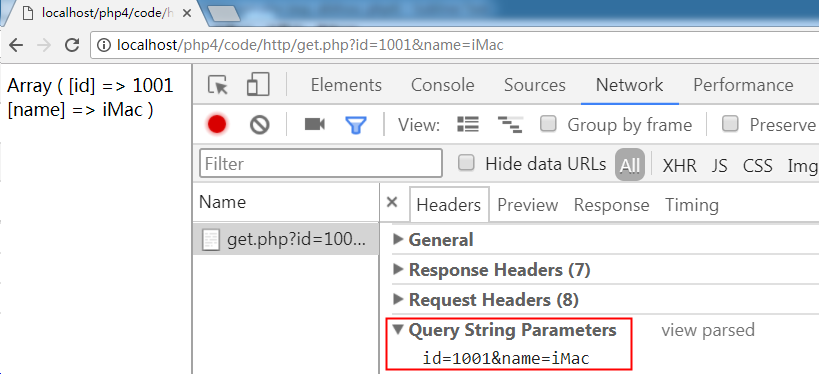 localhost/php4/code/h
localhost/php4/code/http/get.php?id=1001&name=iMac
Array ( [id] => 1001
[name] => iMac )
Elements Console Sources Network Performance
View: Group by frame Preserve
Filter Hide data URLs All XHR JS CSS Img
Name
Headers Preview Response Timing
get.php?id=100...
General
Response Headers (7)
Request Headers (8)
Query String Parameters view parsed
id=1001&name=iMac